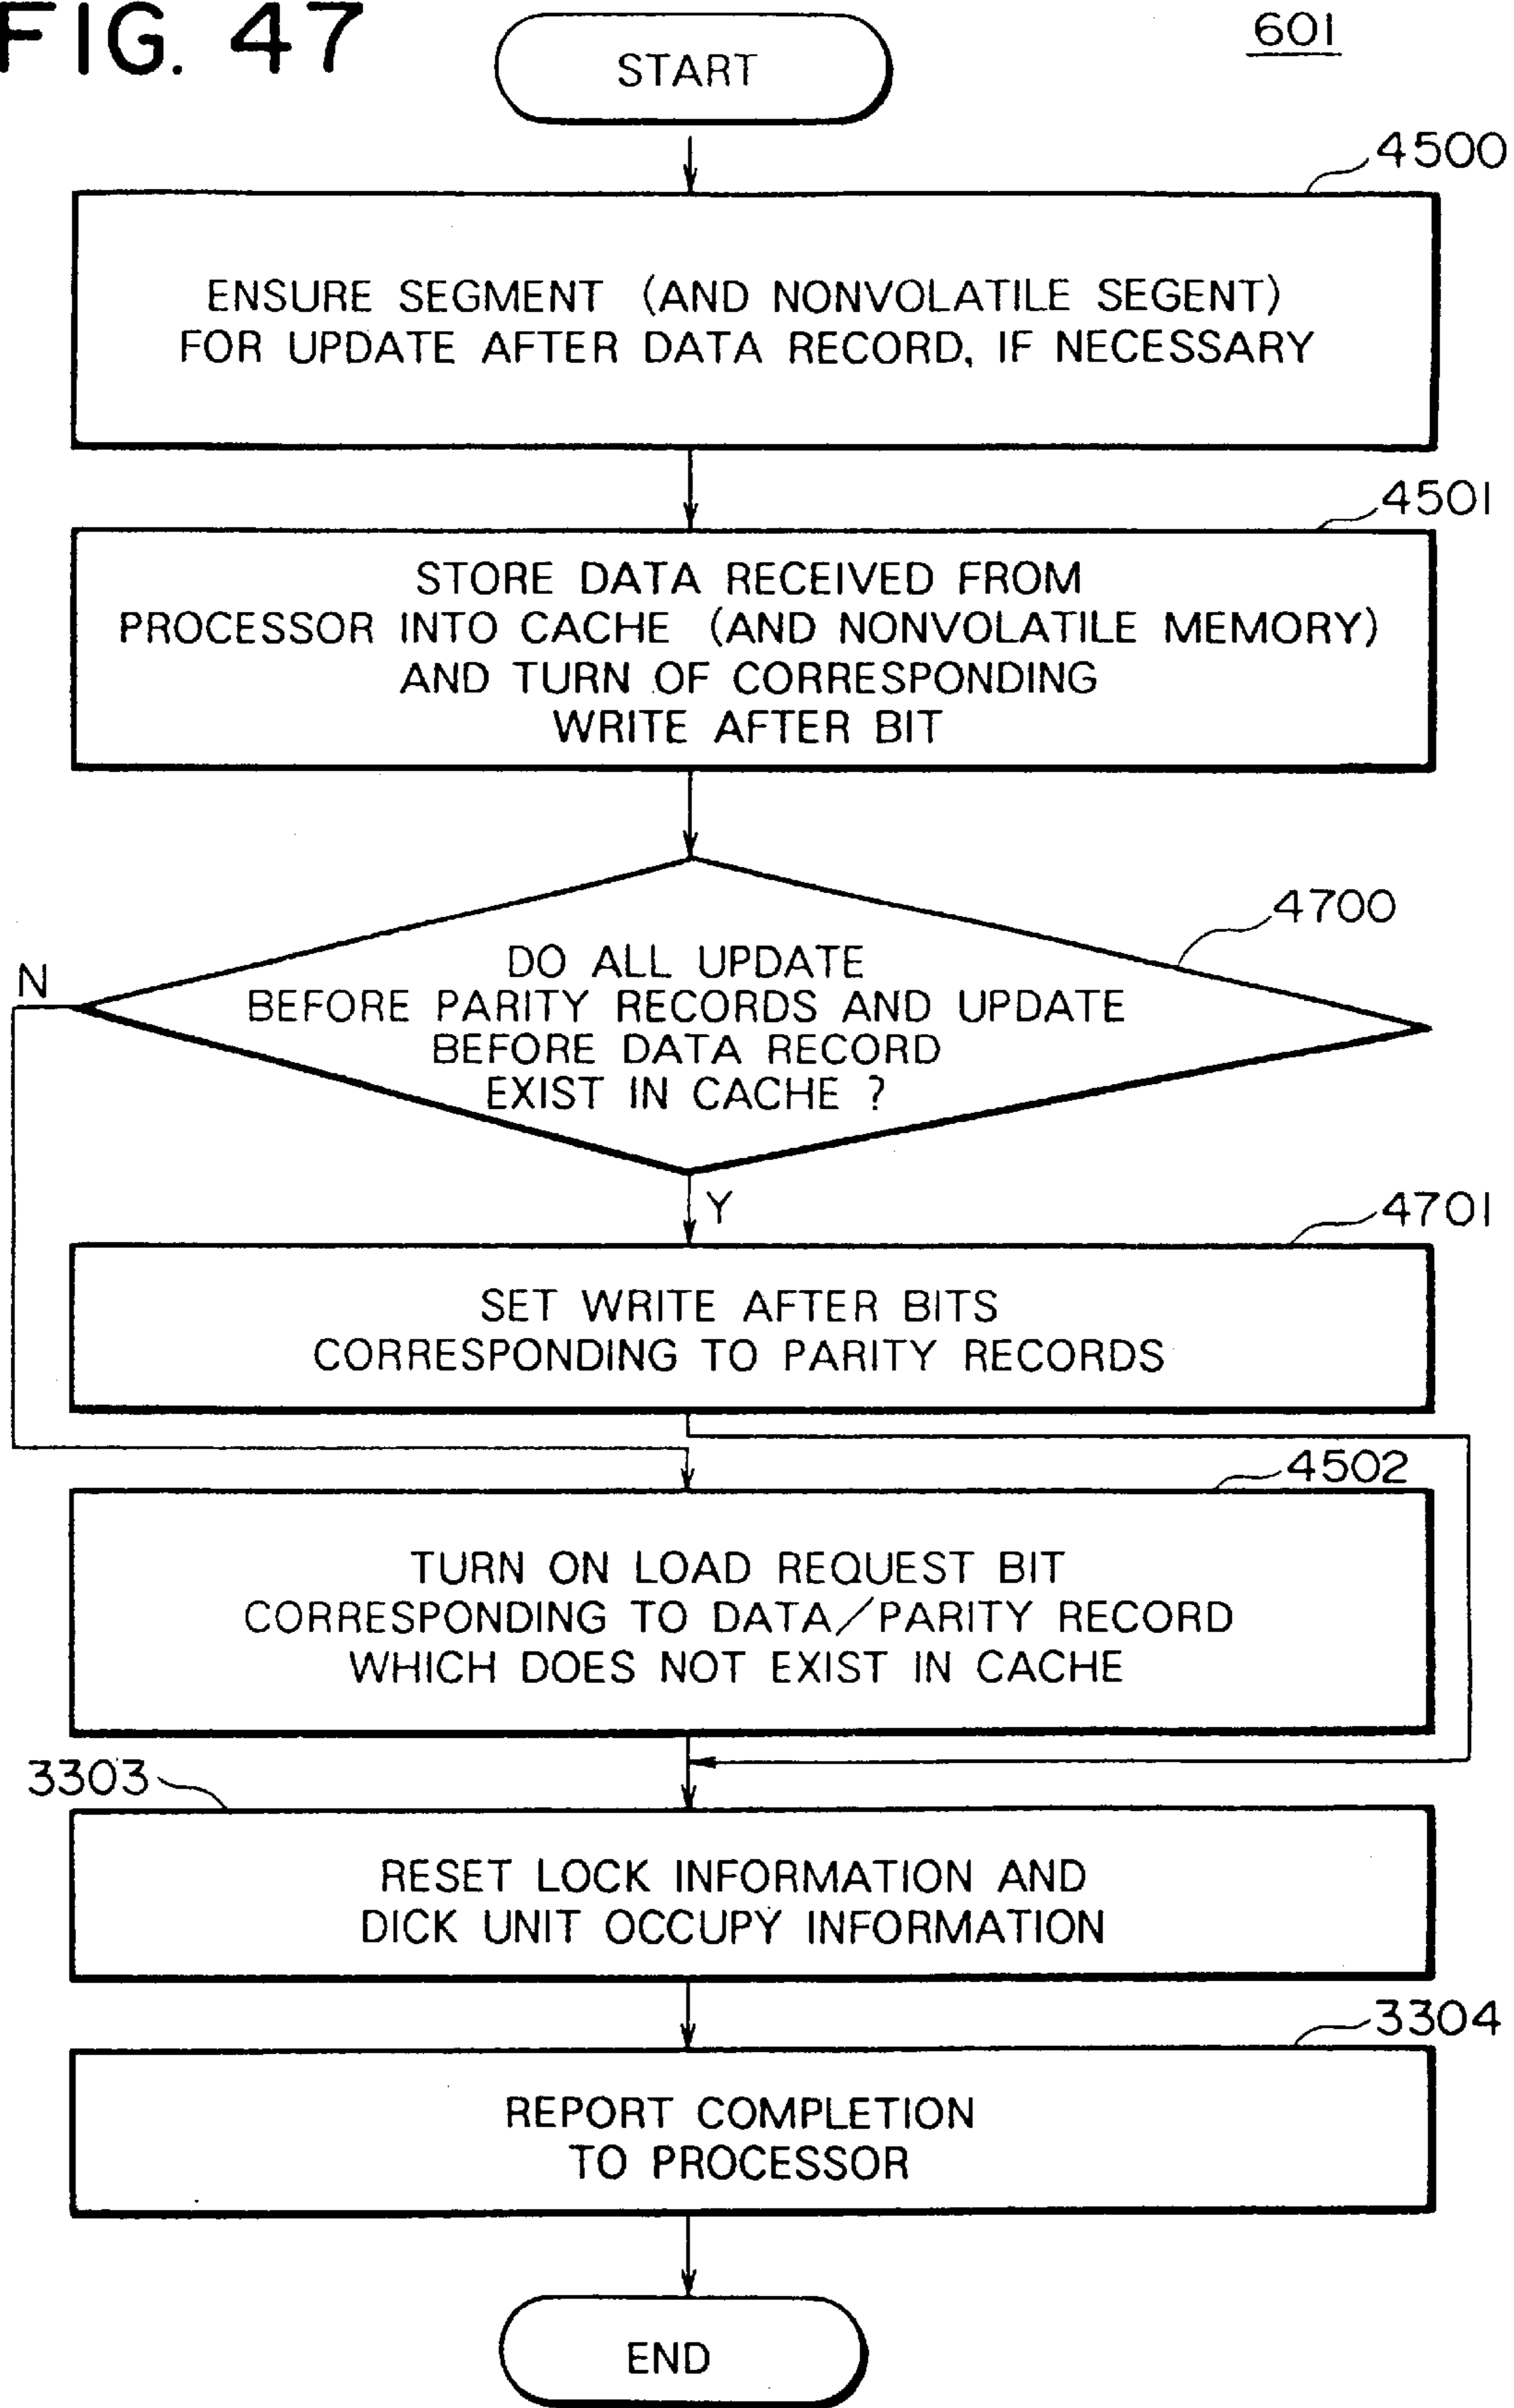 FIG. 47
601
START
4500
ENSURE SEGMENT (AND NONVOLATILE SEGENT)
FOR UPDATE AFTER DATA RECORD, IF NECESSARY
4501
STORE DATA RECEIVED FROM
PROCESSOR INTO CACHE (AND NONVOLATILE MEMORY)
AND TURN OF CORRESPONDING
WRITE AFTER BIT
4700
N
DO ALL UPDATE
BEFORE PARITY RECORDS AND UPDATE
BEFORE DATA RECORD
EXIST IN CACHE ?
Y
4701
SET WRITE AFTER BITS
CORRESPONDING TO PARITY RECORDS
4502
TURN ON LOAD REQUEST BIT
CORRESPONDING TO DATA/PARITY RECORD
WHICH DOES NOT EXIST IN CACHE
3303
RESET LOCK INFORMATION AND
DICK UNIT OCCUPY INFORMATION
3304
REPORT COMPLETION
TO PROCESSOR
END